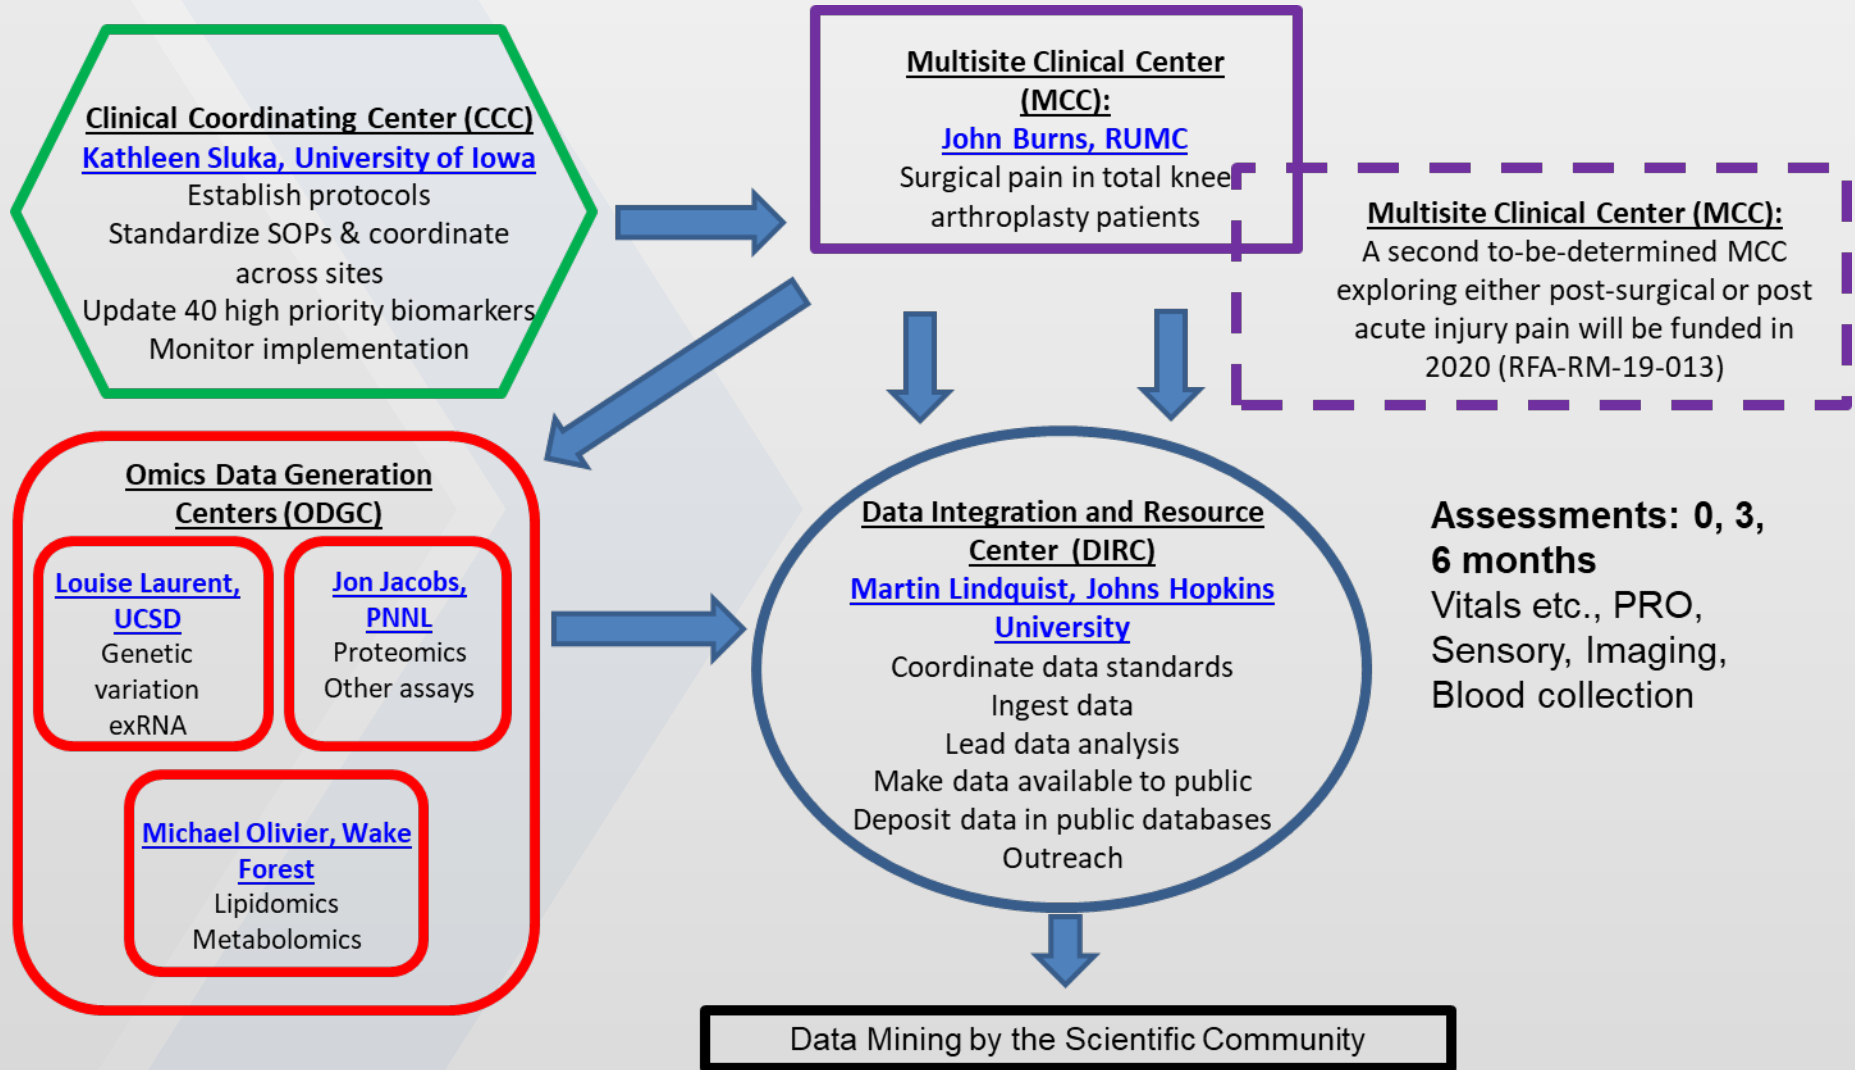 Clinical Coordinating Center (CCC)
Kathleen Sluka, University of Iowa
Establish protocols
Standardize SOPs & coordinate
across sites
Update 40 high priority biomarkers
Monitor implementation
Multisite Clinical Center
(MCC):
John Burns, RUMC
Surgical pain in total knee
arthroplasty patients
Multisite Clinical Center (MCC):
A second to-be-determined MCC
exploring either post-surgical or post
acute injury pain will be funded in
2020 (RFA-RM-19-013)
Omics Data Generation
Centers (ODGC)
Louise Laurent,
UCSD
Genetic
variation
exRNA
Jon Jacobs,
PNNL
Proteomics
Other assays
Michael Olivier, Wake
Forest
Lipidomics
Metabolomics
Data Integration and Resource
Center (DIRC)
Martin Lindquist, Johns Hopkins
University
Coordinate data standards
Ingest data
Lead data analysis
Make data available to public
Deposit data in public databases
Outreach
Assessments: 0, 3,
6 months
Vitals etc., PRO,
Sensory, Imaging,
Blood collection
Data Mining by the Scientific Community